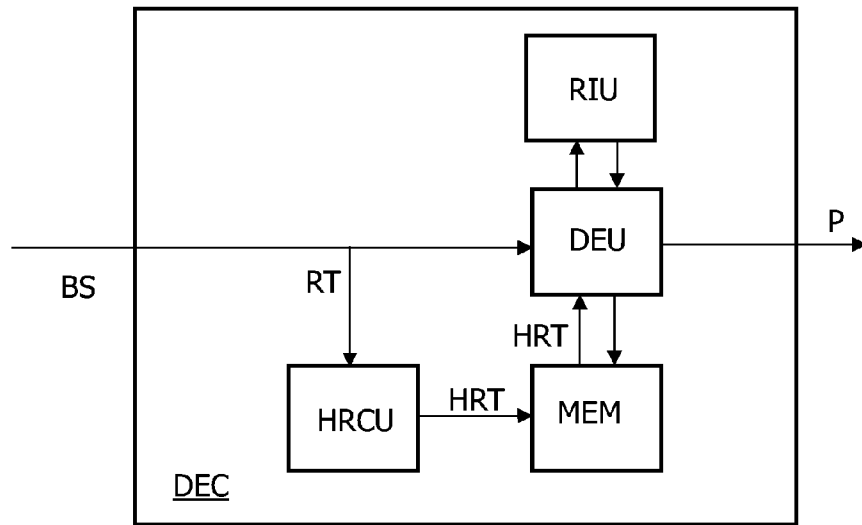 RIU
P
DEU
BS
RT
HRT
HRT
HRCU
MEM
DEC